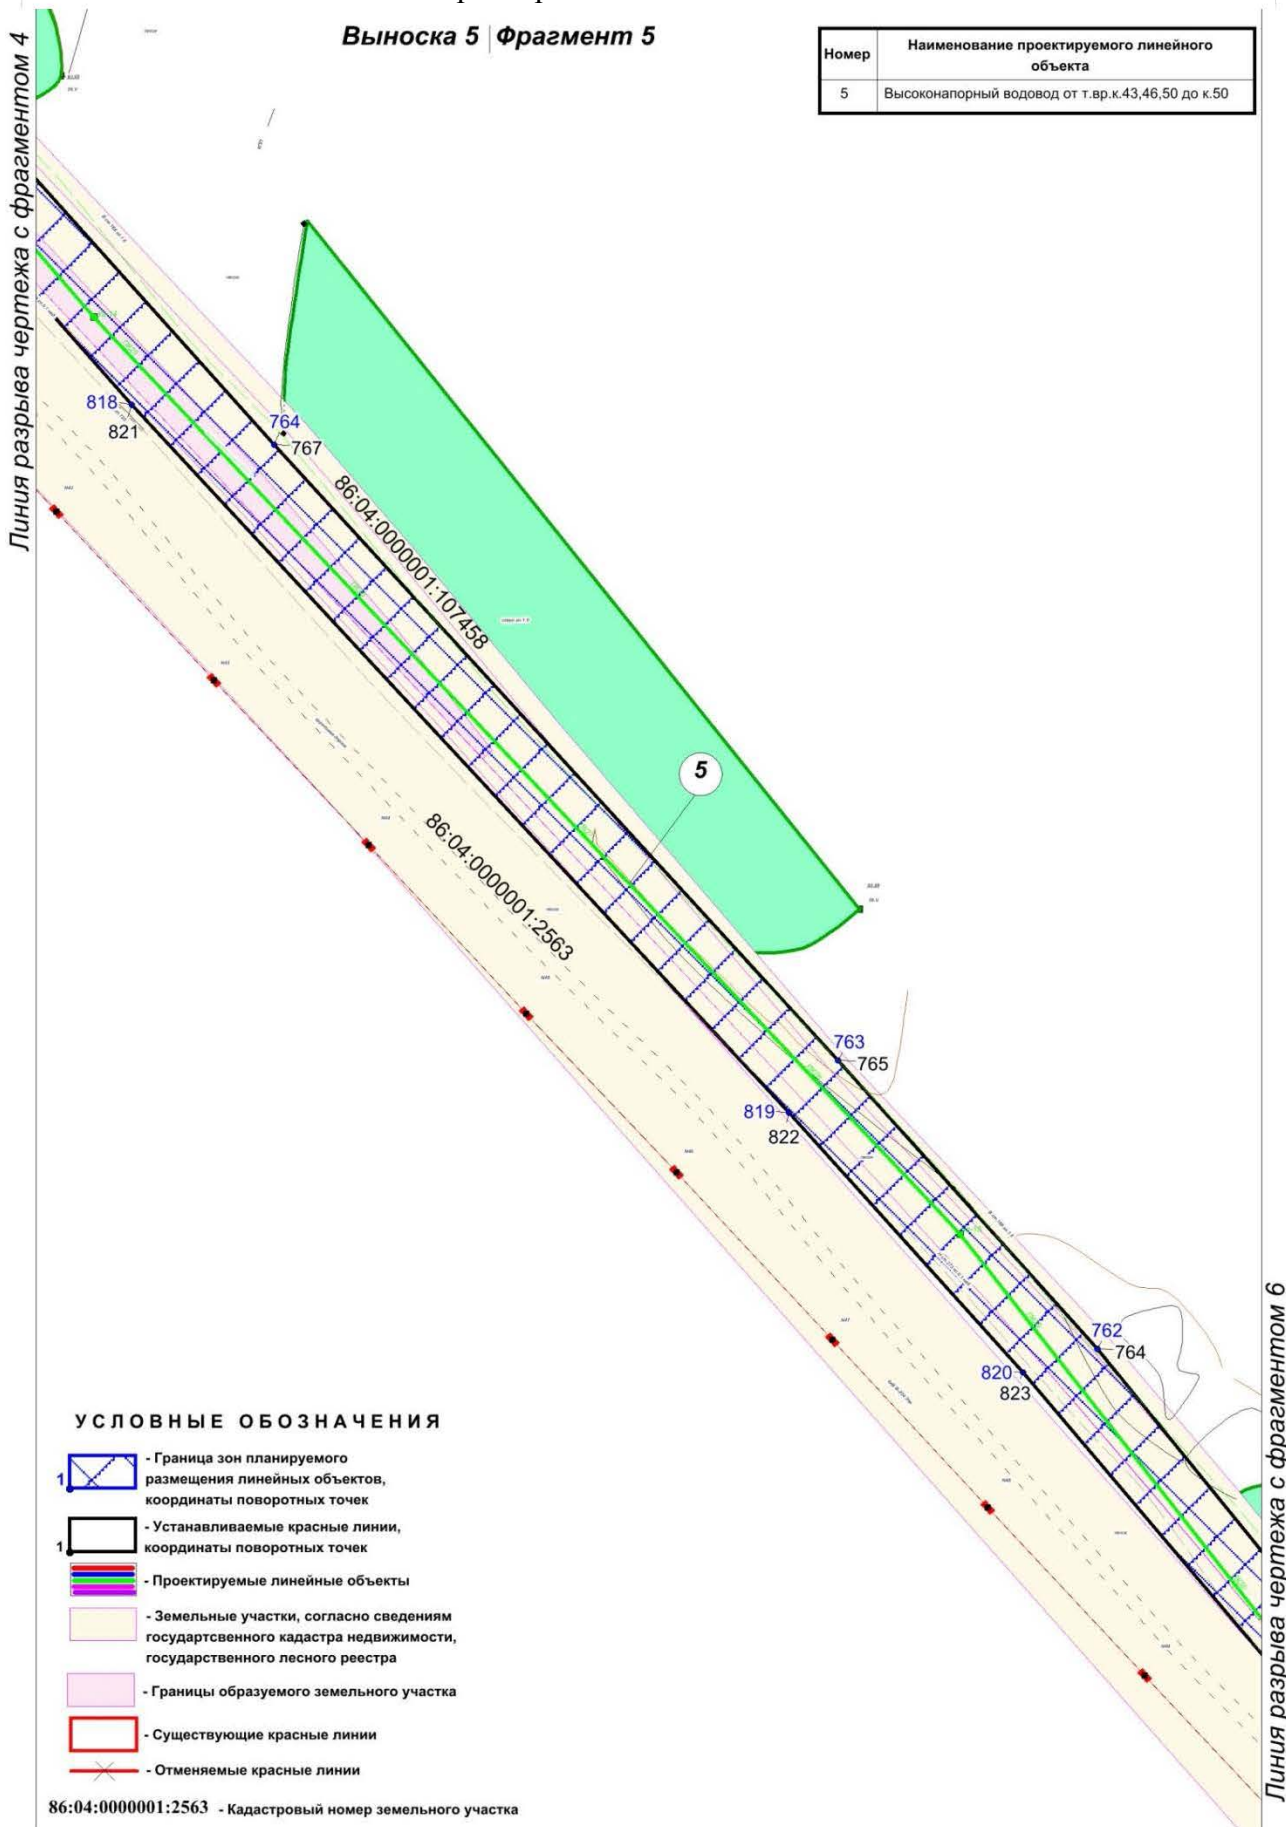 Выноска 5 | Фрагмент 5
Номер
Наименование проектируемого линейного
объекта
5
Высоконапорный водовод от т.вр.к.43,46,50 до к.50
Линия разрыва чертежа с фрагментом 4
818
821
764
767
86:04:0000001:107458
5
86:04:0000001:2563
763
765
819
822
762
764
820
823
Линия разрыва чертежа с фрагментом 6
УСЛОВНЫЕ ОБОЗНАЧЕНИЯ
1
- Граница зон планируемого
размещения линейных объектов,
координаты поворотных точек
1
- Устанавливаемые красные линии,
координаты поворотных точек
- Проектируемые линейные объекты
- Земельные участки, согласно сведениям
государтсвенного кадастра недвижимости,
государственного лесного реестра
- Границы образуемого земельного участка
- Существующие красные линии
- Отменяемые красные линии
86:04:0000001:2563 - Кадастровый номер земельного участка